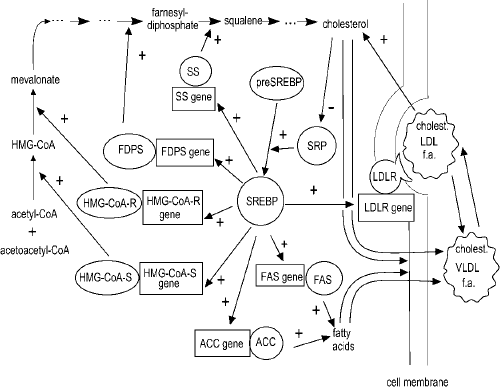 farnesyl-
diphosphate
squalene
cholesterol
... ... ...
+
+
+
mevalonate
SS
SS gene
preSREBP
-
+
+
+
cholest.
LDL
f.a.
HMG-CoA
FDPS
FDPS gene
+
SRP
LDLR
HMG-CoA-R
HMG-CoA-R
gene
+
SREBP
+
LDLR gene
acetyl-CoA
+
acetoacetyl-CoA
+
HMG-CoA-S
HMG-CoA-S
gene
+
+
FAS gene
FAS
cholest.
VLDL
f.a.
+
+
ACC gene
ACC
+
fatty
acids
cell membrane